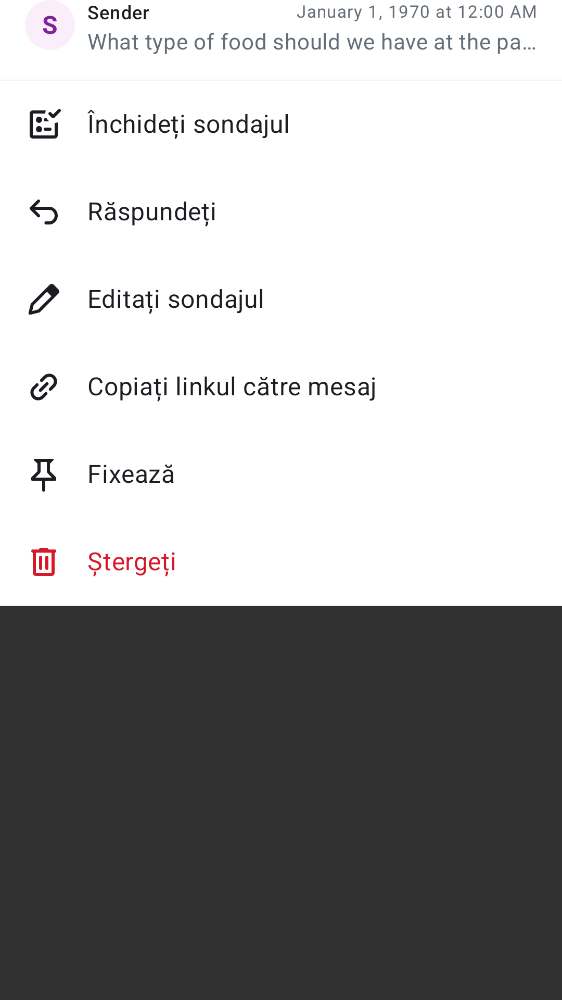 S
Sender
January 1, 1970 at 12:00 AM
What type of food should we have at the pa…
Închideți sondajul
Răspundeți
Editați sondajul
Copiați linkul către mesaj
Fixează
Ștergeți